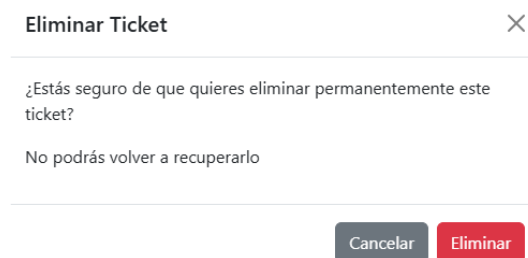 Eliminar Ticket
¿Estás seguro de que quieres eliminar permanentemente este
ticket?
No podrás volver a recuperarlo
Cancelar Eliminar